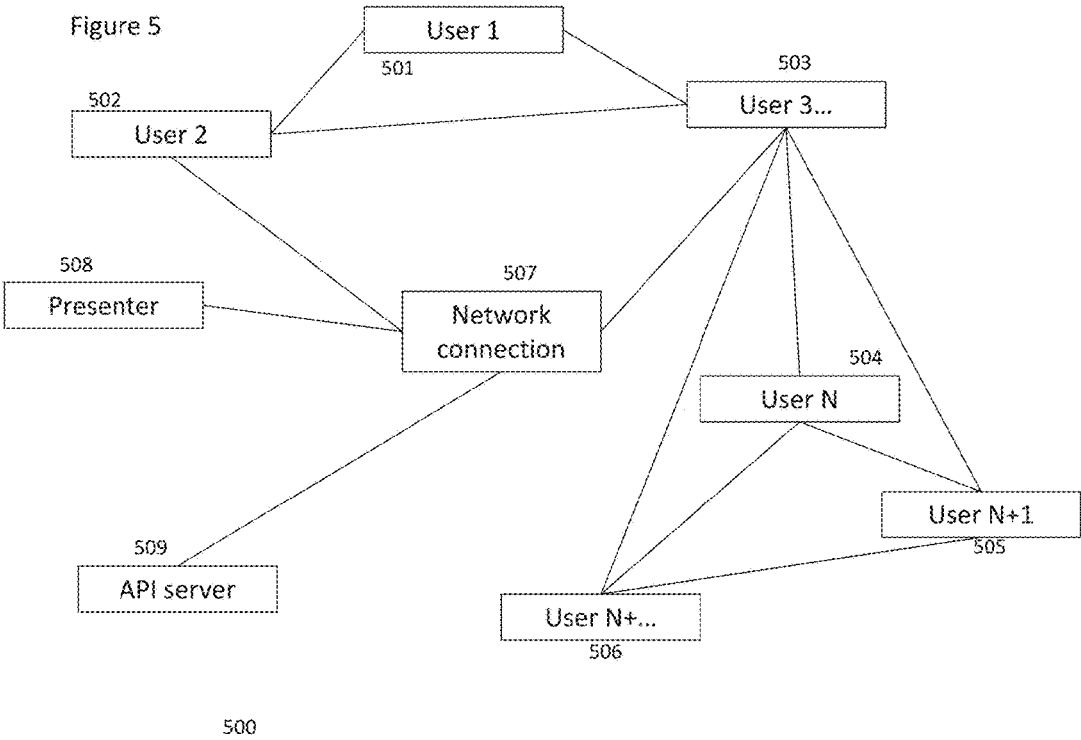 Figure 5
User 1
501
503
User 3...
502
User 2
508
Presenter
507
Network
connection
504
User N
User N+1
505
509
API server
User N+...
506
500